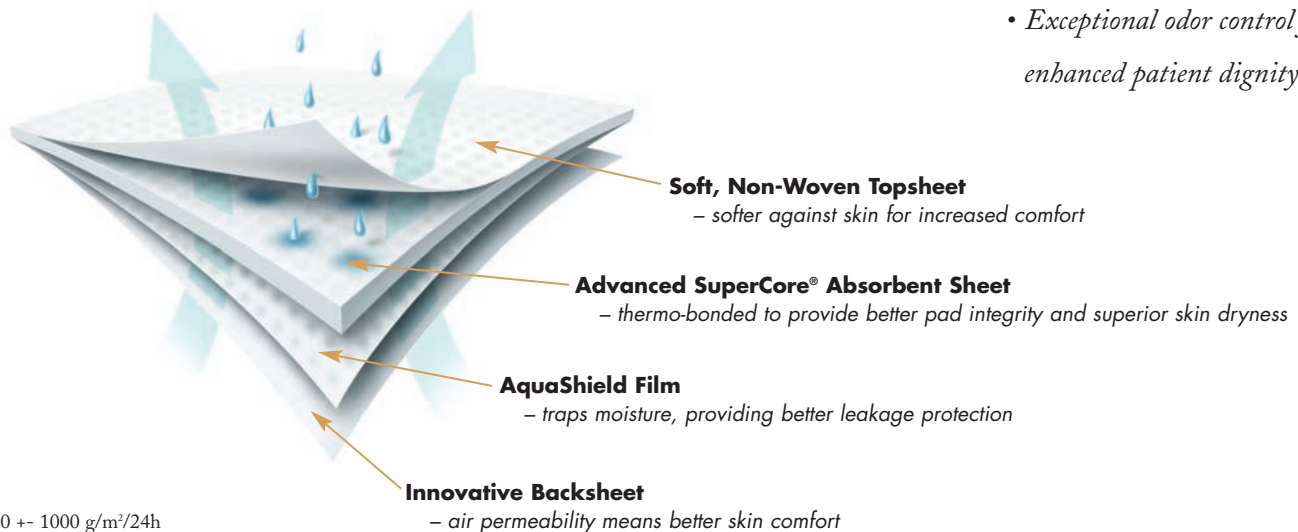 • Exceptional odor control
enhanced patient dignity
Soft, Non-Woven Topsheet
– softer against skin for increased comfort
Advanced SuperCore® Absorbent Sheet
– thermo-bonded to provide better pad integrity and superior skin dryness
AquaShield Film
– traps moisture, providing better leakage protection
Innovative Backsheet
0 +- 1000 g/m²/24h
– air permeability means better skin comfort